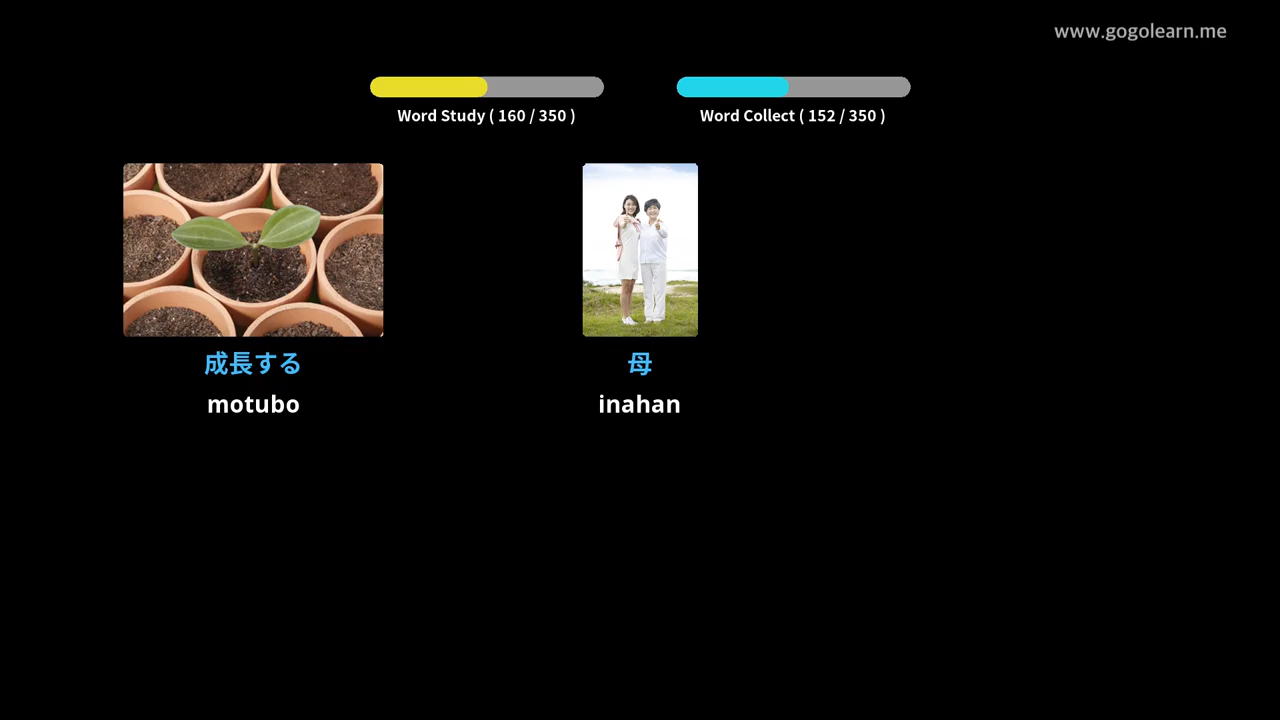 www.gogolearn.me
Word Study ( 160 / 350 )
Word Collect ( 152 / 350 )
成長する
motubo
母
inahan